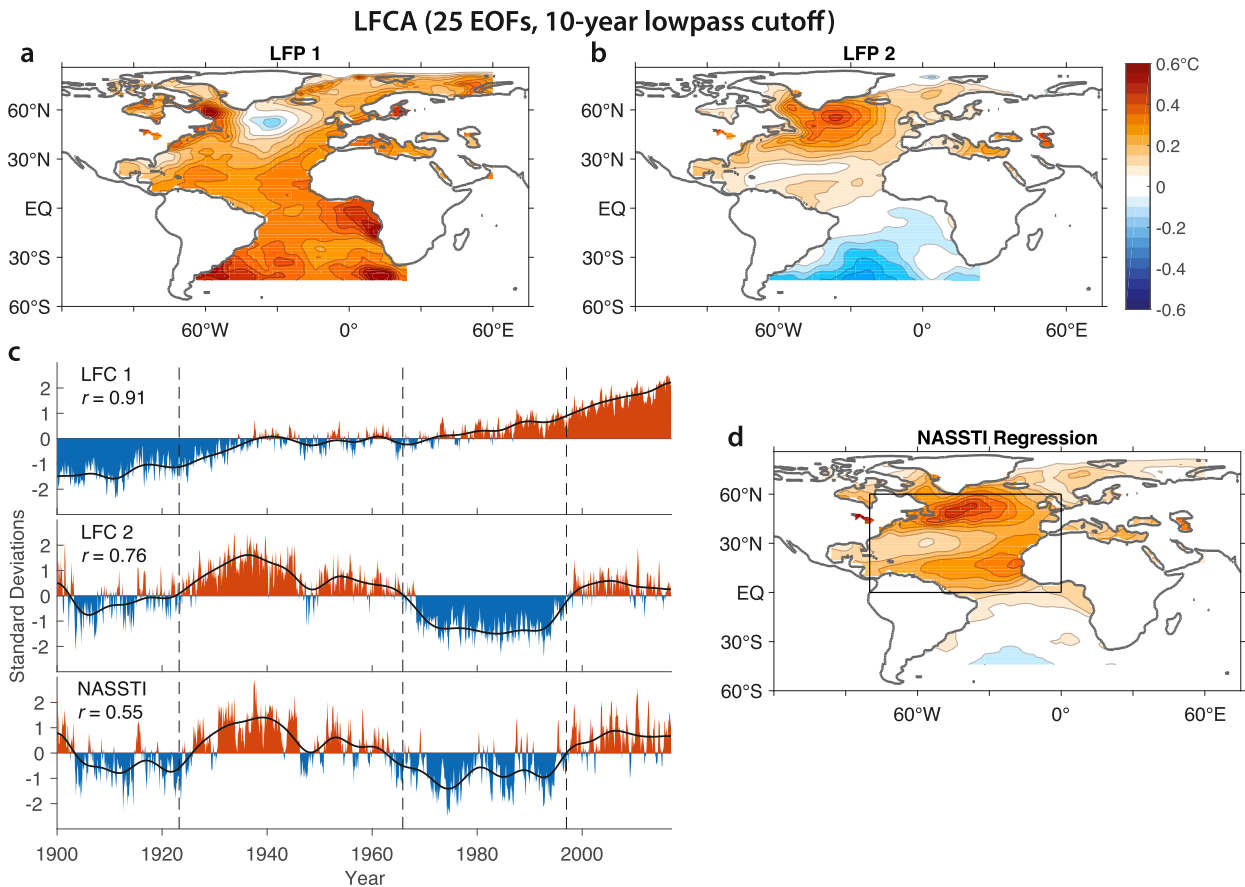 LFCA (25 EOFs, 10-year lowpass cutoff)
a
LFP 1
60°N
30°N
EQ
30°S
60°S
60°W
0°
60°E
b
LFP 2
60°N
30°N
EQ
30°S
60°S
60°W
0°
60°E
0.6°C
0.4
0.2
0
-0.2
-0.4
-0.6
c
Standard Deviations
LFC 1
r = 0.91
2
1
0
-1
-2
LFC 2
r = 0.76
2
1
0
-1
-2
NASSTI
r = 0.55
2
1
0
-1
-2
1900
1920
1940
1960
1980
2000
Year
d
NASSTI Regression
60°N
30°N
EQ
30°S
60°S
60°W
0°
60°E